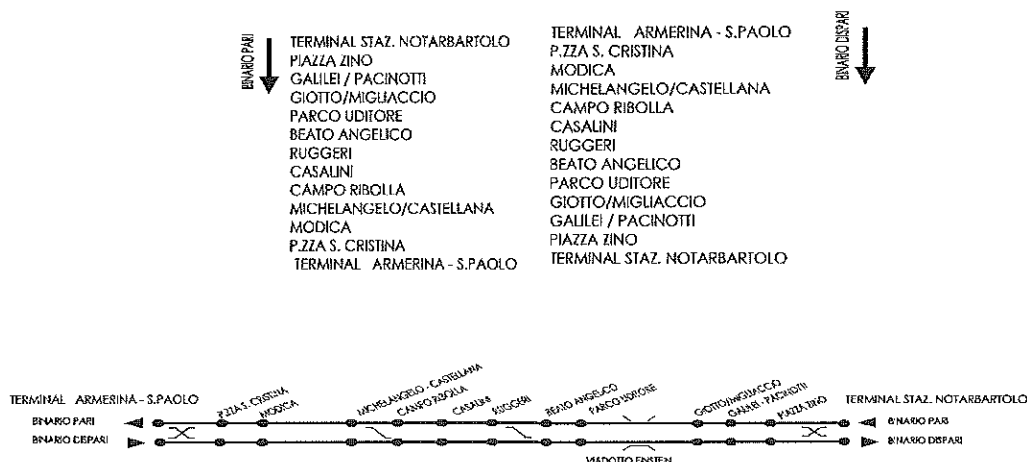 BINARIO PARI
TERMINAL STAZ. NOTARBARTOLO
PIAZZA ZINO
GALILEI / PACINOTTI
GIOTTO/MIGLIACCIO
PARCO UDITORE
BEATO ANGELICO
RUGGERI
CASALINI
CAMPO RIBOLLA
MICHELANGELO/CASTELLANA
MODICA
P.ZZA S. CRISTINA
TERMINAL ARMERINA - S.PAOLO
BINARIO DISPARI
TERMINAL ARMERINA - S.PAOLO
P.ZZA S. CRISTINA
MODICA
MICHELANGELO/CASTELLANA
CAMPO RIBOLLA
CASALINI
RUGGERI
BEATO ANGELICO
PARCO UDITORE
GIOTTO/MIGLIACCIO
GALILEI / PACINOTTI
PIAZZA ZINO
TERMINAL STAZ. NOTARBARTOLO
TERMINAL ARMERINA - S.PAOLO
BINARIO PARI
BINARIO DISPARI
P.ZZA S. CRISTINA
MODICA
MICHELANGELO - CASTELLANA
CAMPO RIBOLLA
CASALINI
RUGGERI
BEATO ANGELICO
PARCO UDITORE
GIOTTO/MIGLIACCIO
GALILEI - PACINOTTI
PIAZZA ZINO
TERMINAL STAZ. NOTARBARTOLO
BINARIO PARI
BINARIO DISPARI
VIADOTTO EINSTEIN